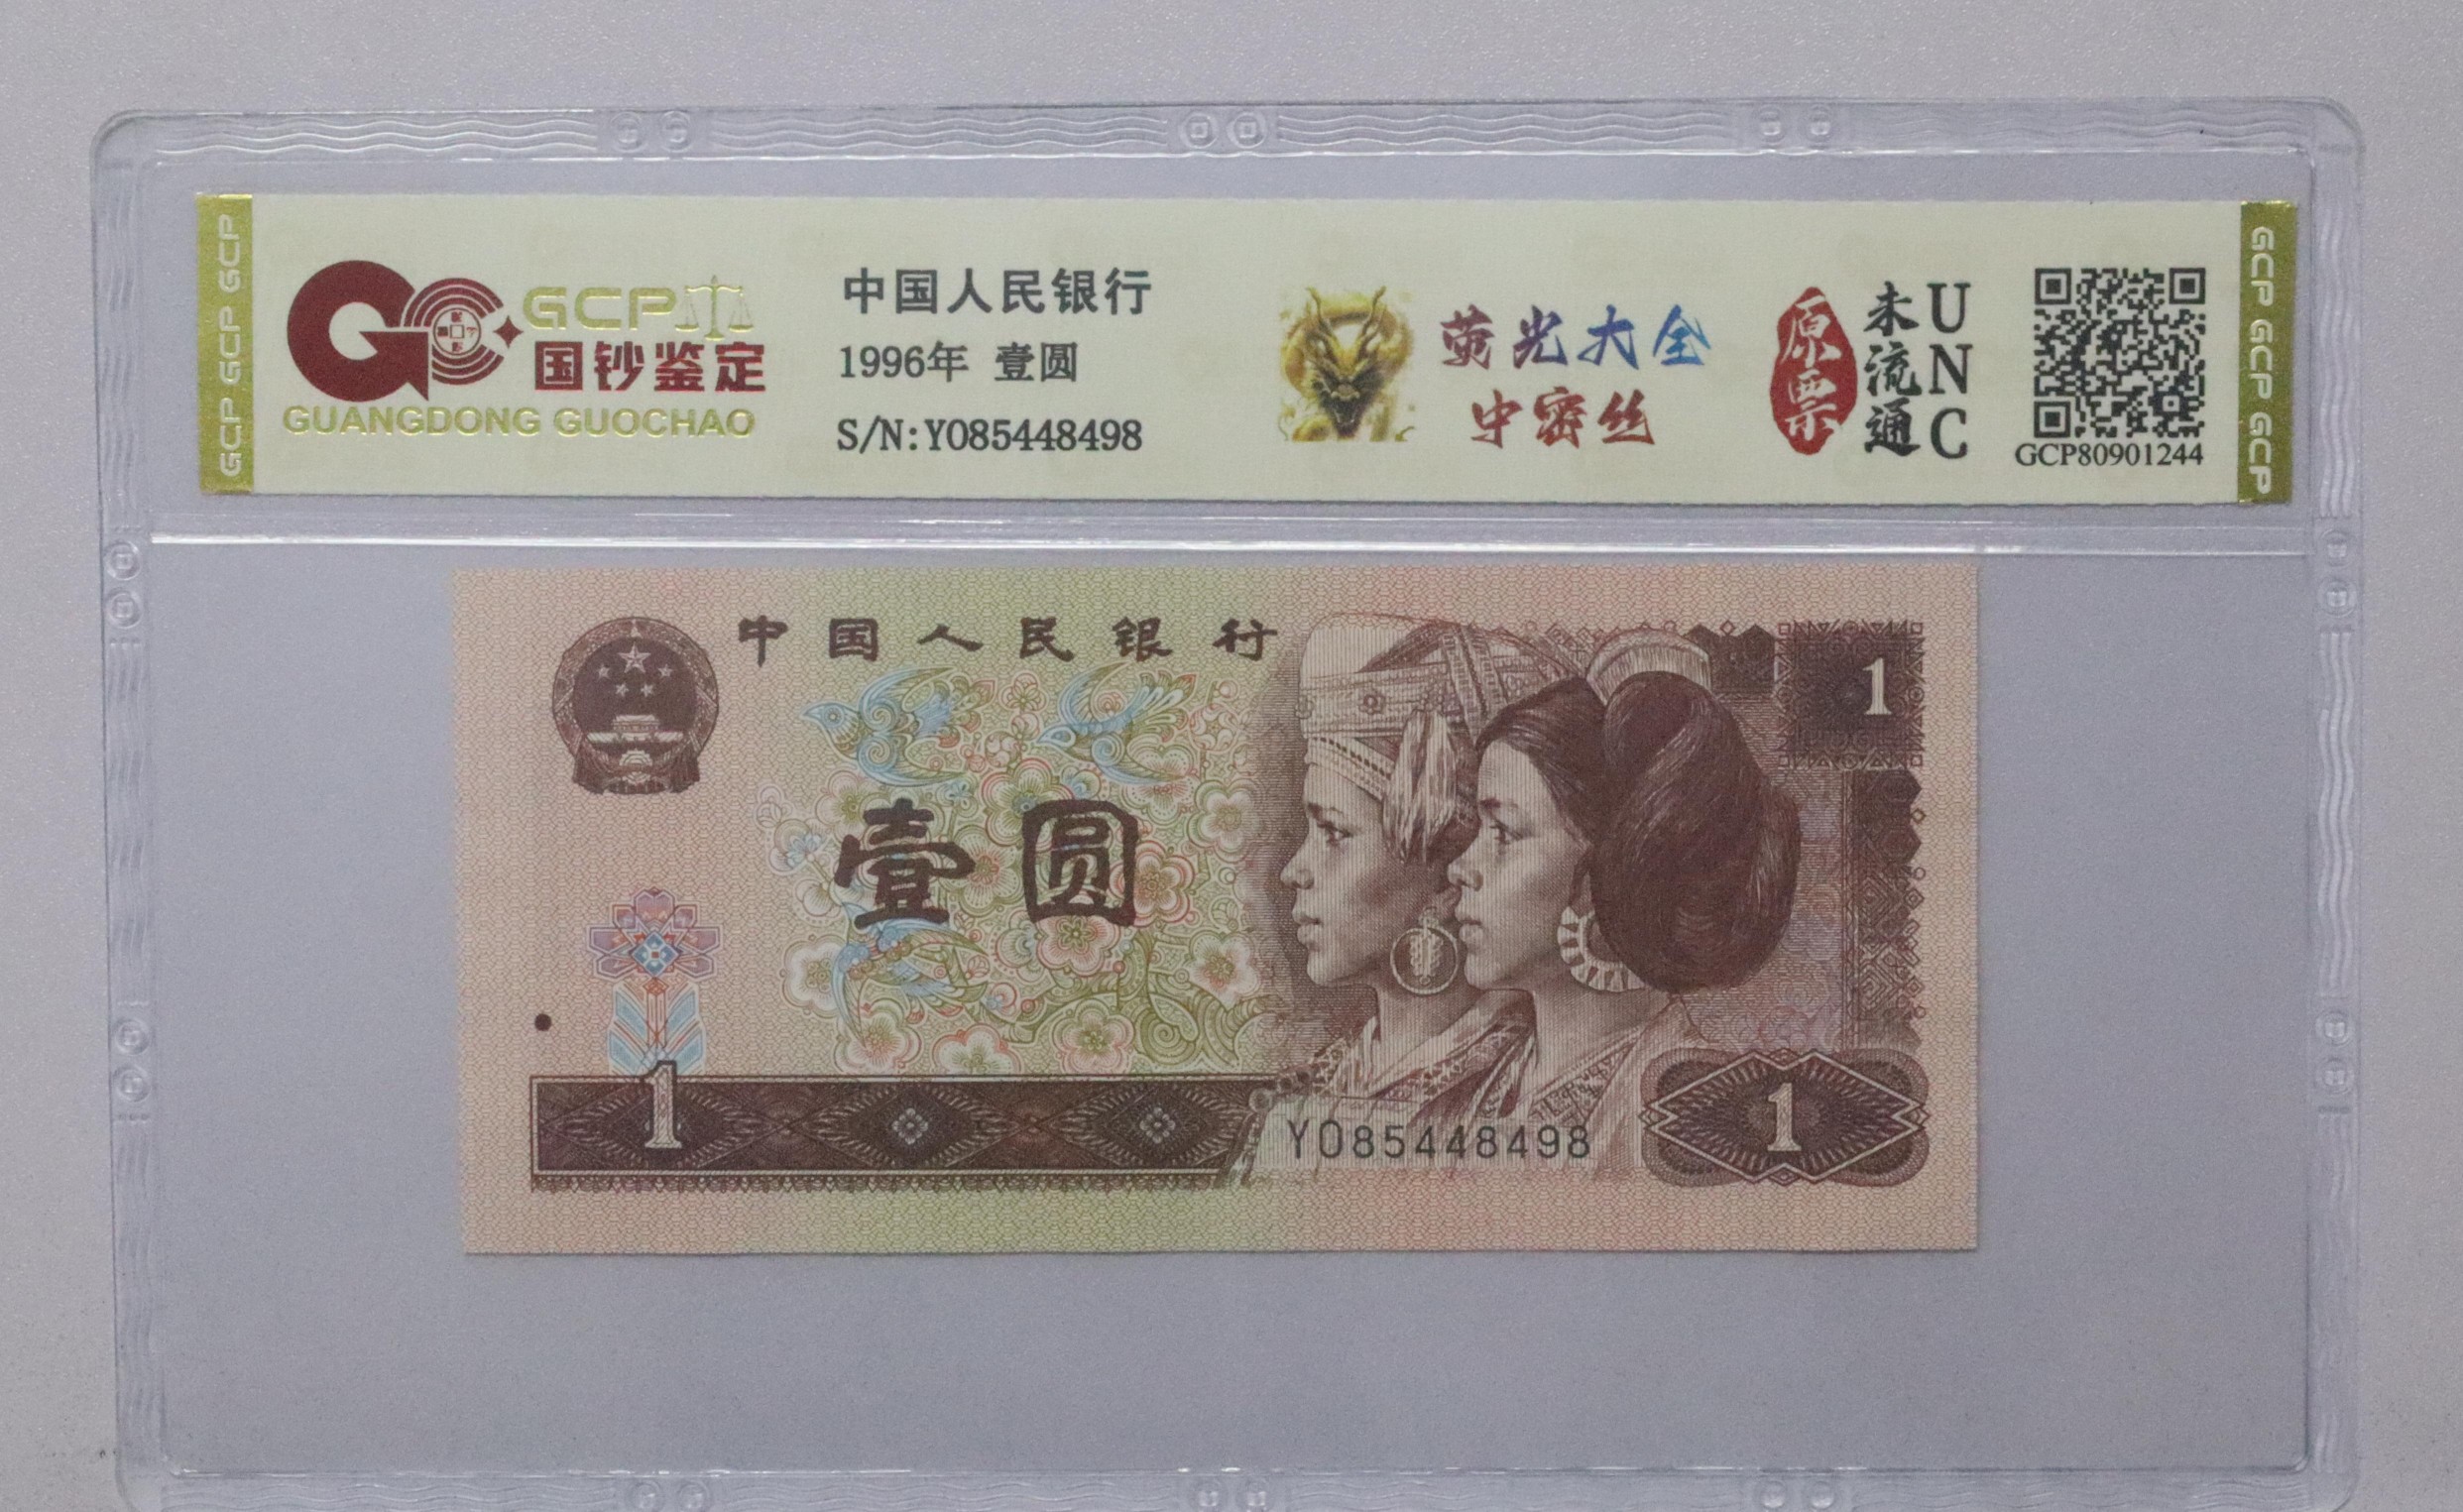 GCP GCP GCP
GCP
国钞鉴定
GUANGDONG GUOCHAO
中国人民银行
1996年 壹圆
S/N:Y085448498
荧光大全
中密丝
原票
未流通
UNC
GCP80901244
GCP GCP GCP
中国人民银行
1
壹圆
1
Y085448498
1